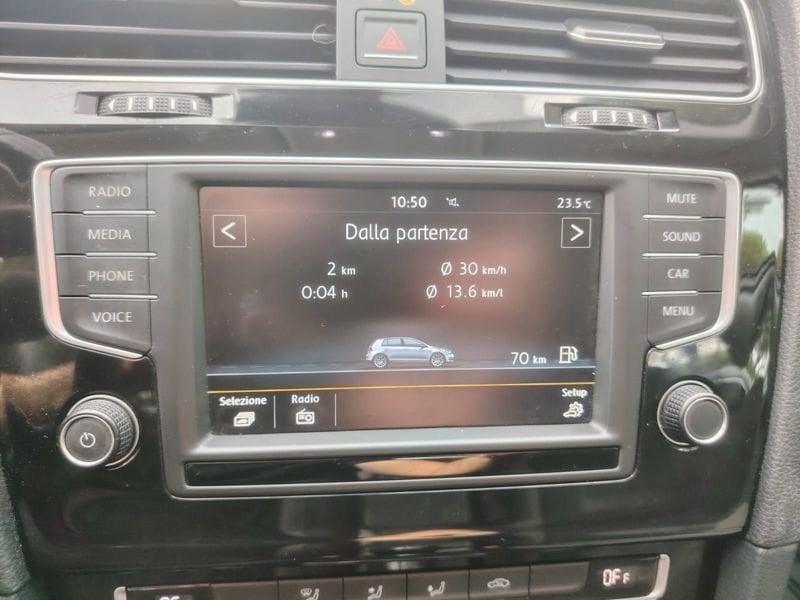 RADIO
MEDIA
PHONE
VOICE
10:50
23.5°C
<
Dalla partenza
>
2 km
Ø 30 km/h
0:04 h
Ø 13.6 km/l
70 km
Selezione
Radio
Setup
MUTE
SOUND
CAR
MENU
OFF